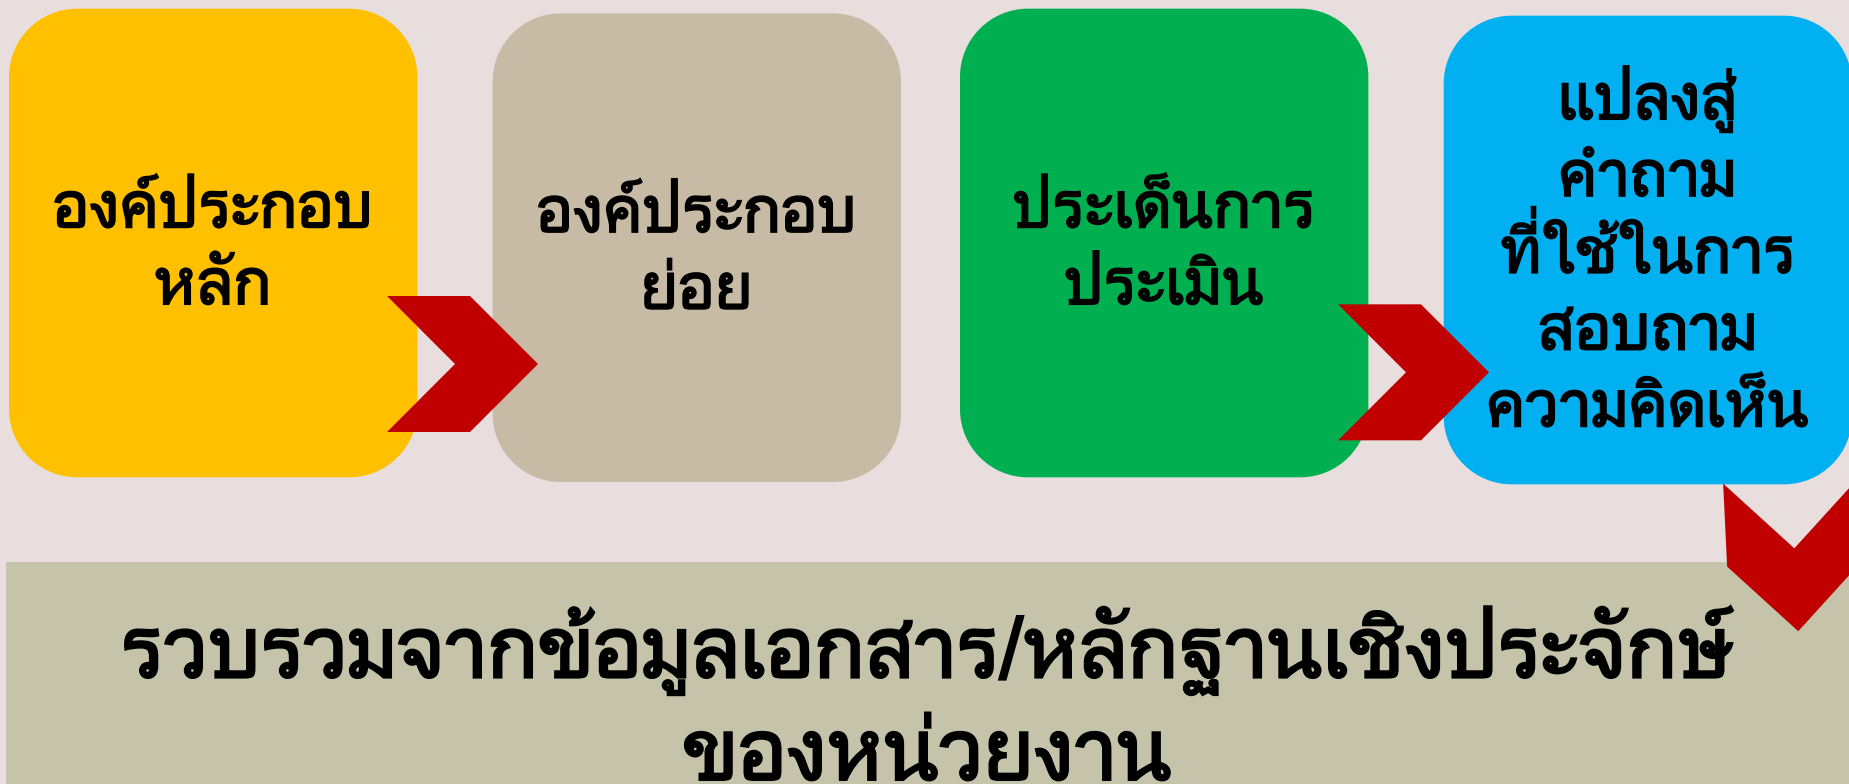 องค์ประกอบ
หลัก
องค์ประกอบ
ย่อย
ประเด็นการ
ประเมิน
แปลงสู่
คำถาม
ที่ใช้ในการ
สอบถาม
ความคิดเห็น
รวบรวมจากข้อมูลเอกสาร/หลักฐานเชิงประจักษ์
ของหน่วยงาน